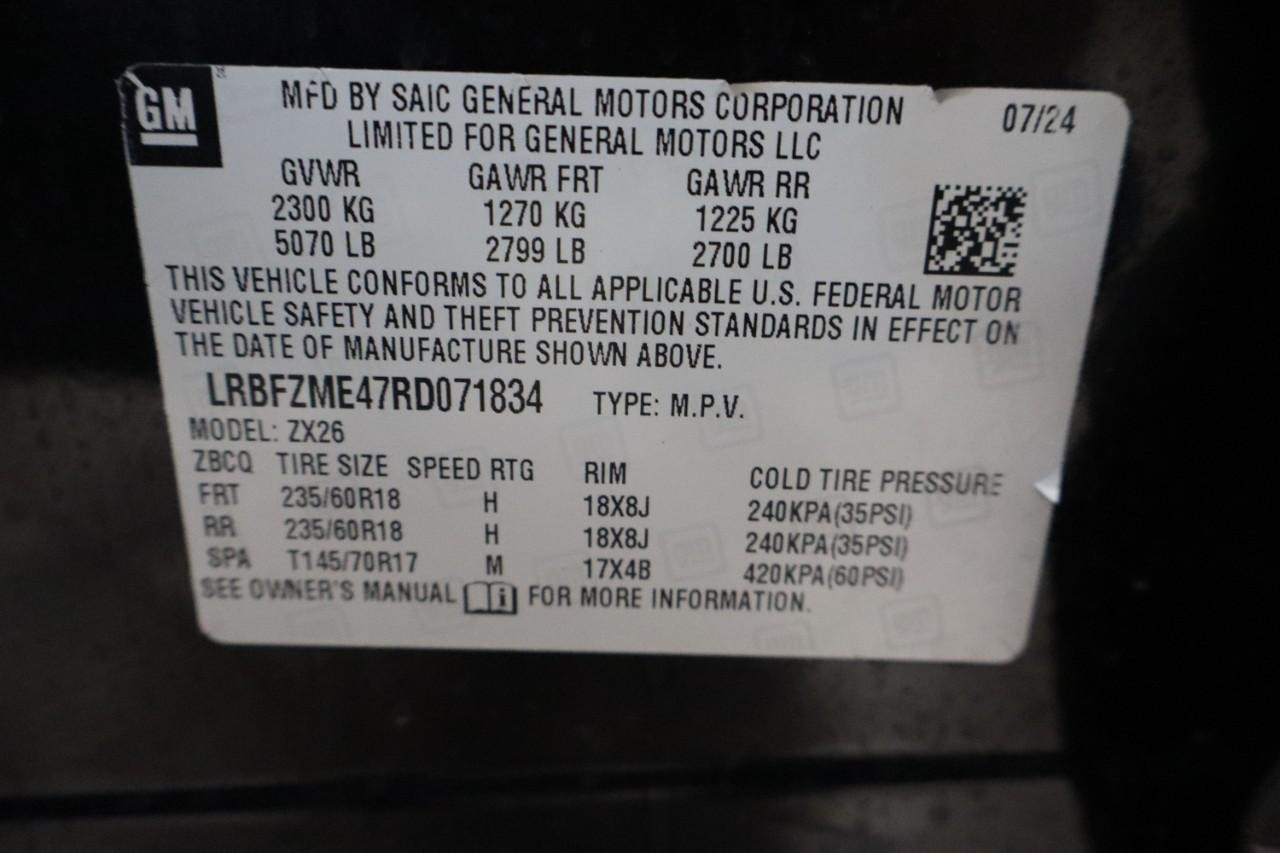 GM
MFD BY SAIC GENERAL MOTORS CORPORATION
07/24
LIMITED FOR GENERAL MOTORS LLC
GVWR GAWR FRT GAWR RR
2300 KG 1270 KG 1225 KG
5070 LB 2799 LB 2700 LB
THIS VEHICLE CONFORMS TO ALL APPLICABLE U.S. FEDERAL MOTOR
VEHICLE SAFETY AND THEFT PREVENTION STANDARDS IN EFFECT ON
THE DATE OF MANUFACTURE SHOWN ABOVE.
LRBFZME47RD071834 TYPE: M.P.V.
MODEL: ZX26
ZBCQ TIRE SIZE SPEED RTG RIM COLD TIRE PRESSURE
FRT 235/60R18 H 18X8J 240KPA(35PSI)
RR 235/60R18 H 18X8J 240KPA(35PSI)
SPA T145/70R17 M 17X4B 420KPA(60PSI)
SEE OWNER'S MANUAL i FOR MORE INFORMATION.